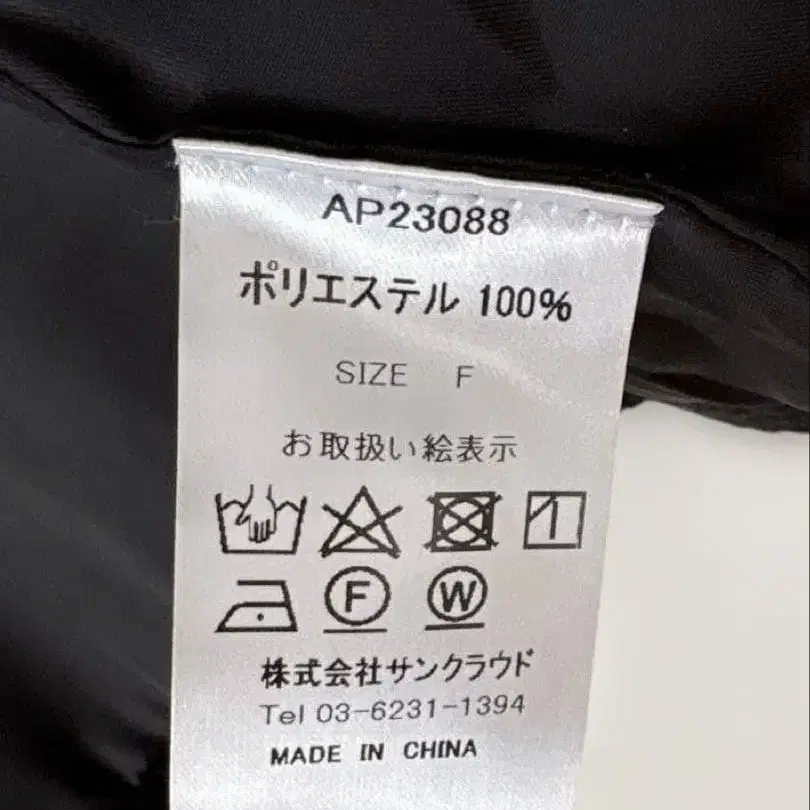 AP23088
ポリエステル 100%
SIZE F
お取扱い絵表示
F W
株式会社サンクラウド
Tel 03-6231-1394
MADE IN CHINA